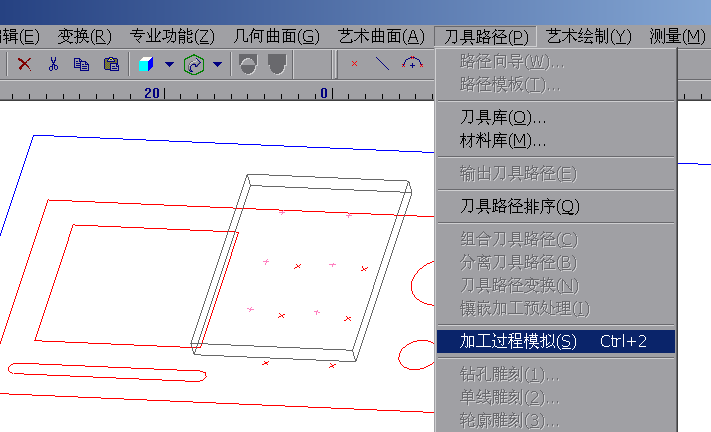 辑(E) 变换(R) 专业功能(Z) 几何曲面(G) 艺术曲面(A) 刀具路径(P) 艺术绘制(Y) 测量(M)
20 0
路径向导(W)...
路径模板(T)...
刀具库(O)...
材料库(M)...
输出刀具路径(E)
刀具路径排序(Q)
组合刀具路径(C)
分离刀具路径(B)
刀具路径变换(N)
镶嵌加工预处理(I)
加工过程模拟(S) Ctrl+2
钻孔雕刻(1)...
单线雕刻(2)...
轮廓雕刻(3)...